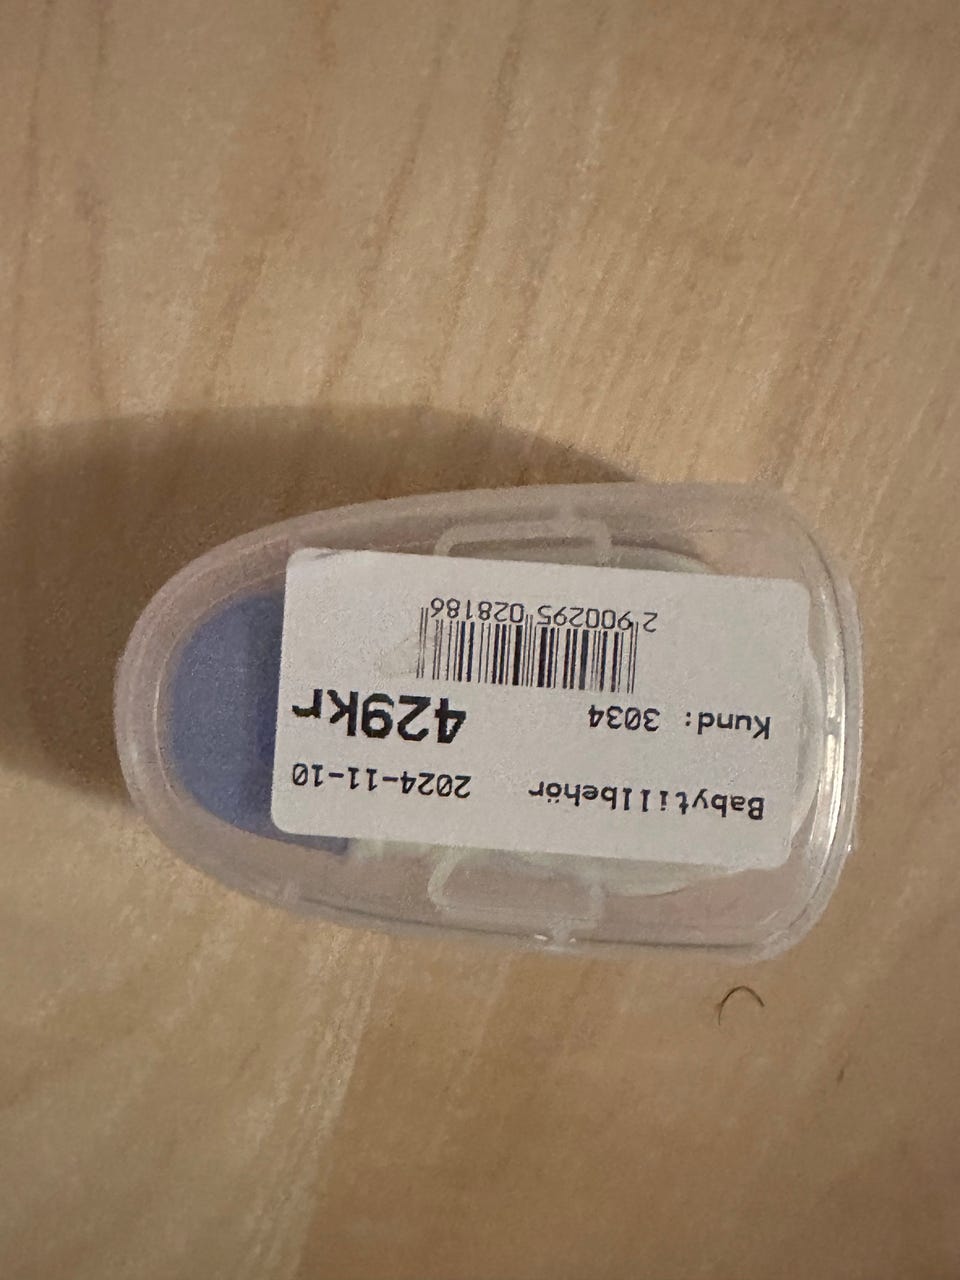 Babytillbehör 2024-11-10
Kund: 3034 429kr
2 900295 028186